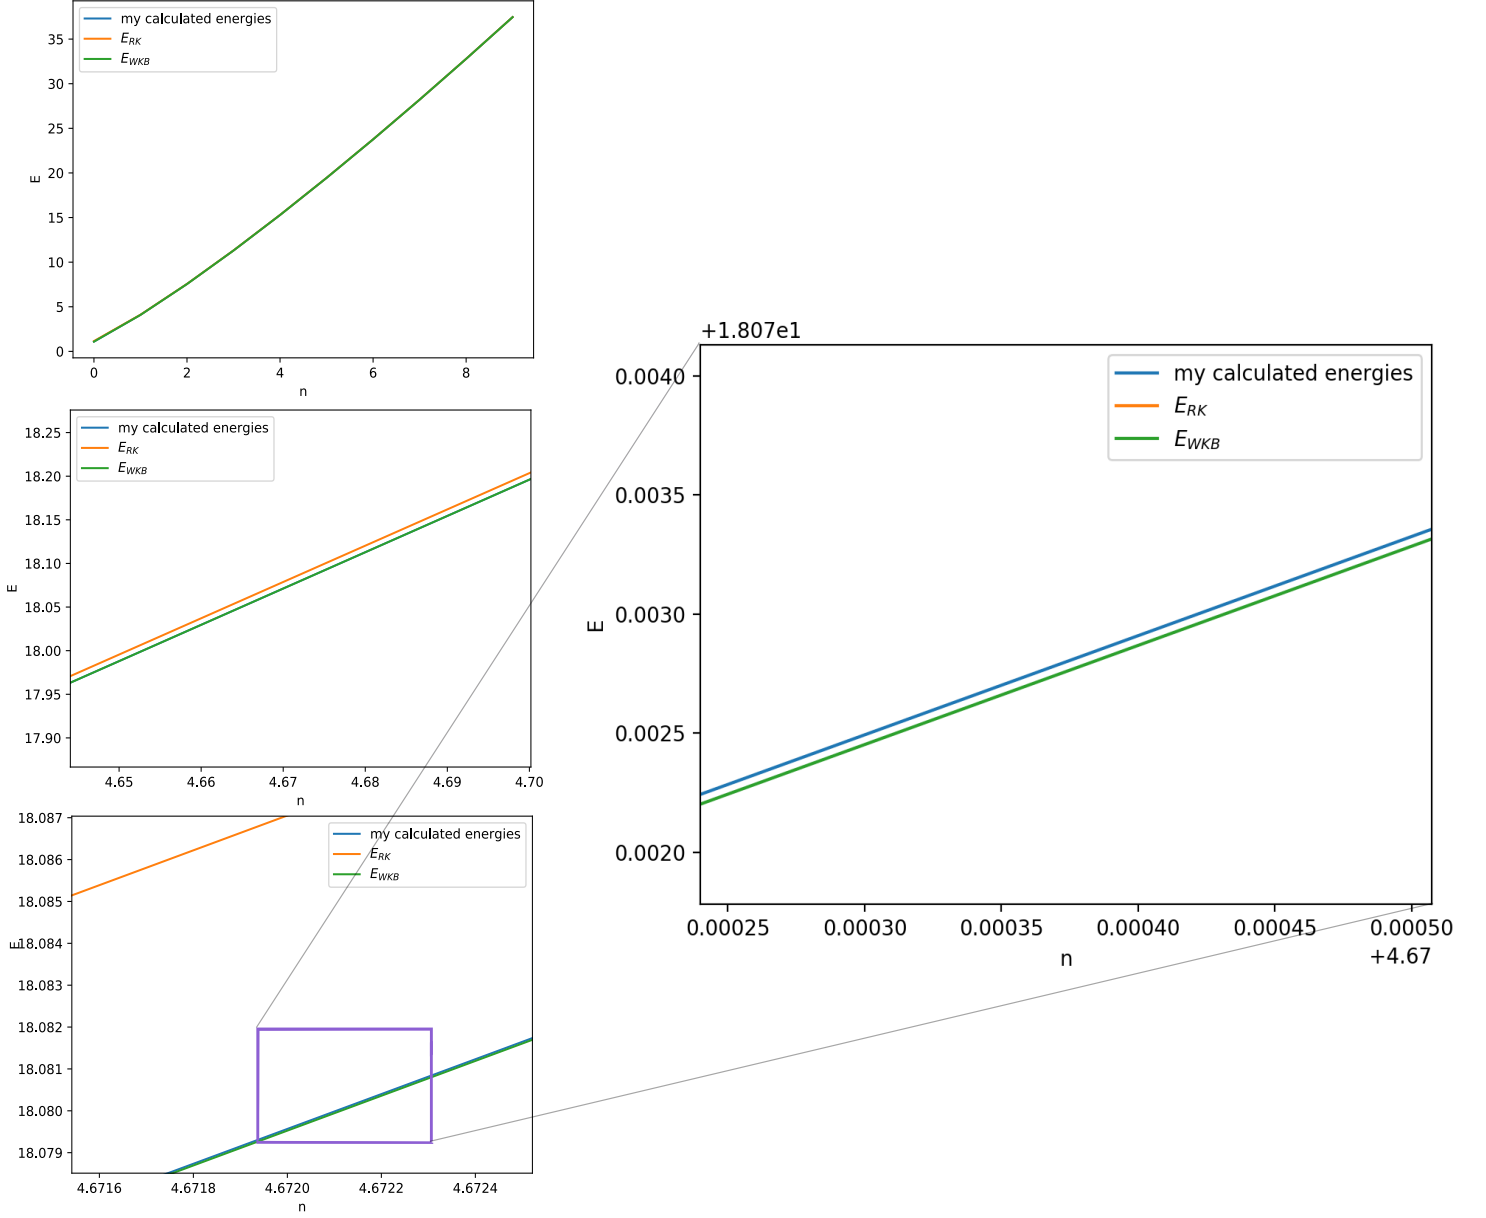 my calculated energies
E_RK
E_WKB
35
30
25
20
15
10
5
0
E
0 2 4 6 8
n
my calculated energies
E_RK
E_WKB
18.25
18.20
18.15
18.10
18.05
18.00
17.95
17.90
E
4.65 4.66 4.67 4.68 4.69 4.70
n
my calculated energies
E_RK
E_WKB
18.087
18.086
18.085
18.084
18.083
18.082
18.081
18.080
18.079
E
4.6716 4.6718 4.6720 4.6722 4.6724
n
+1.807e1
my calculated energies
E_RK
E_WKB
0.0040
0.0035
0.0030
0.0025
0.0020
E
0.00025 0.00030 0.00035 0.00040 0.00045 0.00050
+4.67
n